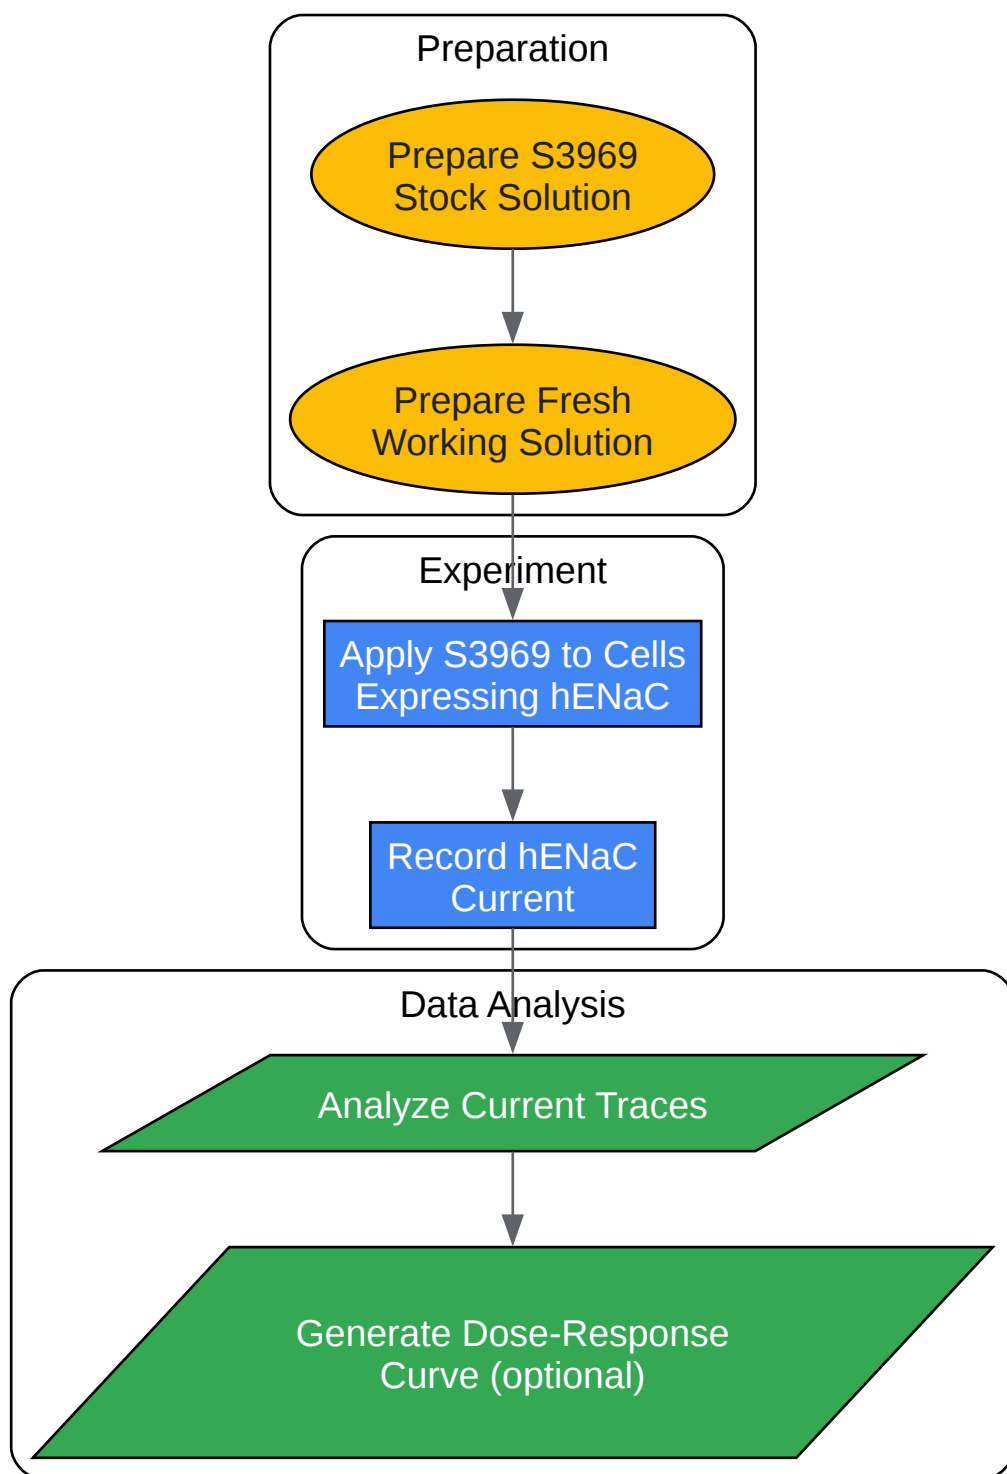 Preparation
Prepare S3969
Stock Solution
Prepare Fresh
Working Solution
Experiment
Apply S3969 to Cells
Expressing hENaC
Record hENaC
Current
Data Analysis
Analyze Current Traces
Generate Dose-Response
Curve (optional)